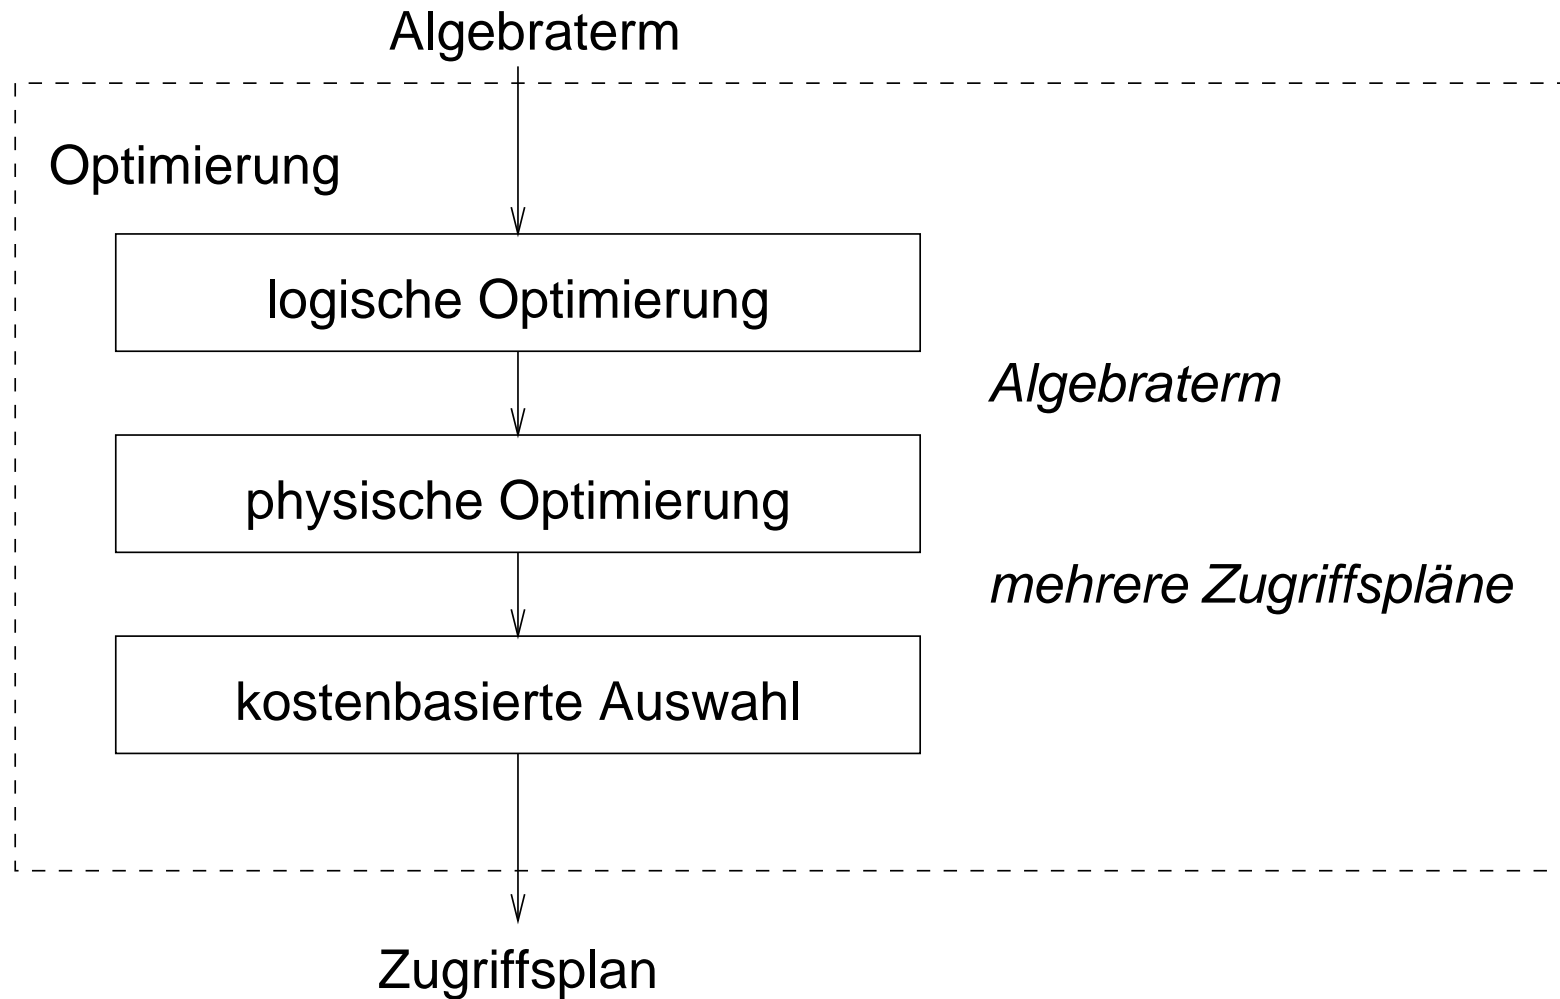 Algebraterm
Optimierung
logische Optimierung
Algebraterm
physische Optimierung
mehrere Zugriffspläne
kostenbasierte Auswahl
Zugriffsplan